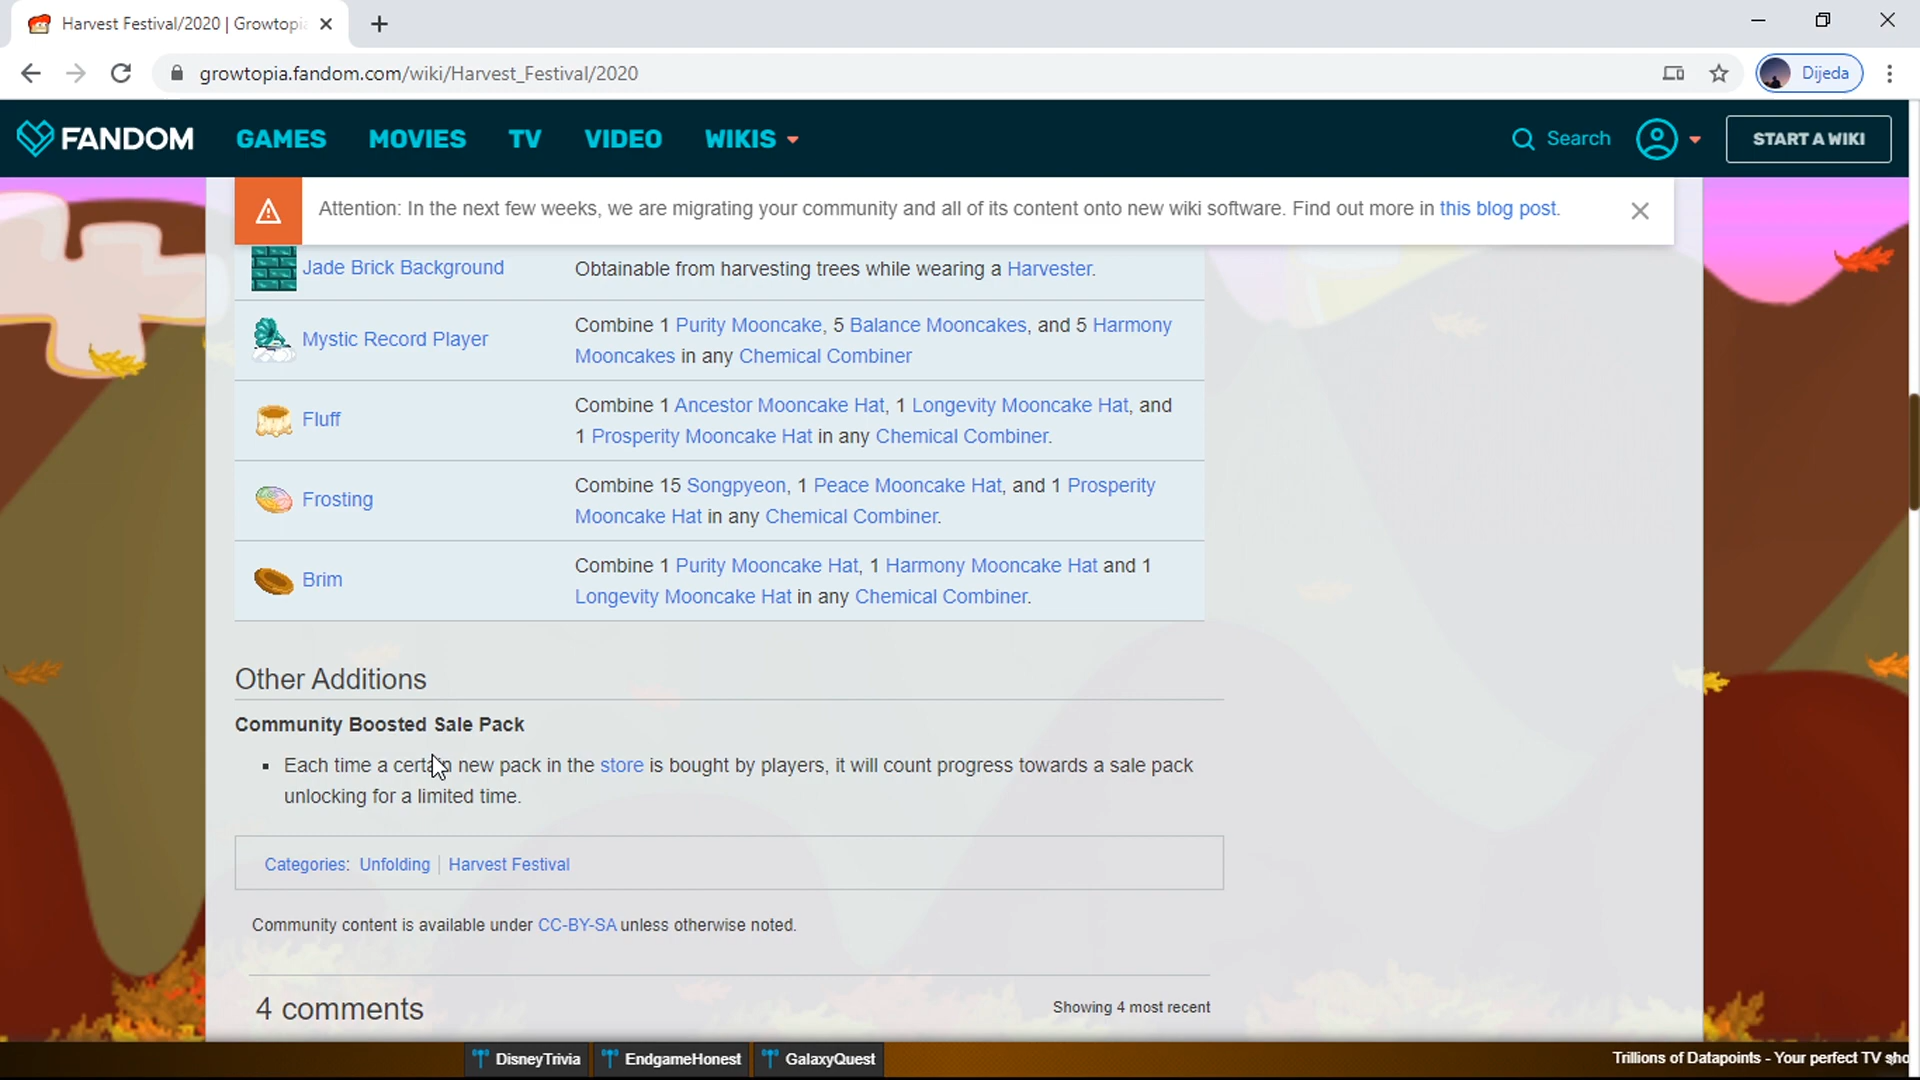 Harvest Festival/2020 | Growtopi
growtopia.fandom.com/wiki/Harvest_Festival/2020
Dijeda
FANDOM
GAMES
MOVIES
TV
VIDEO
WIKIS
Search
START A WIKI
Attention: In the next few weeks, we are migrating your community and all of its content onto new wiki software. Find out more in this blog post.
Jade Brick Background
Obtainable from harvesting trees while wearing a Harvester.
Mystic Record Player
Combine 1 Purity Mooncake, 5 Balance Mooncakes, and 5 Harmony
Mooncakes in any Chemical Combiner
Fluff
Combine 1 Ancestor Mooncake Hat, 1 Longevity Mooncake Hat, and
1 Prosperity Mooncake Hat in any Chemical Combiner.
Frosting
Combine 15 Songpyeon, 1 Peace Mooncake Hat, and 1 Prosperity
Mooncake Hat in any Chemical Combiner.
Brim
Combine 1 Purity Mooncake Hat, 1 Harmony Mooncake Hat and 1
Longevity Mooncake Hat in any Chemical Combiner.
Other Additions
Community Boosted Sale Pack
▪ Each time a certain new pack in the store is bought by players, it will count progress towards a sale pack
unlocking for a limited time.
Categories: Unfolding | Harvest Festival
Community content is available under CC-BY-SA unless otherwise noted.
4 comments
Showing 4 most recent
DisneyTrivia
EndgameHonest
GalaxyQuest
Trillions of Datapoints - Your perfect TV sho